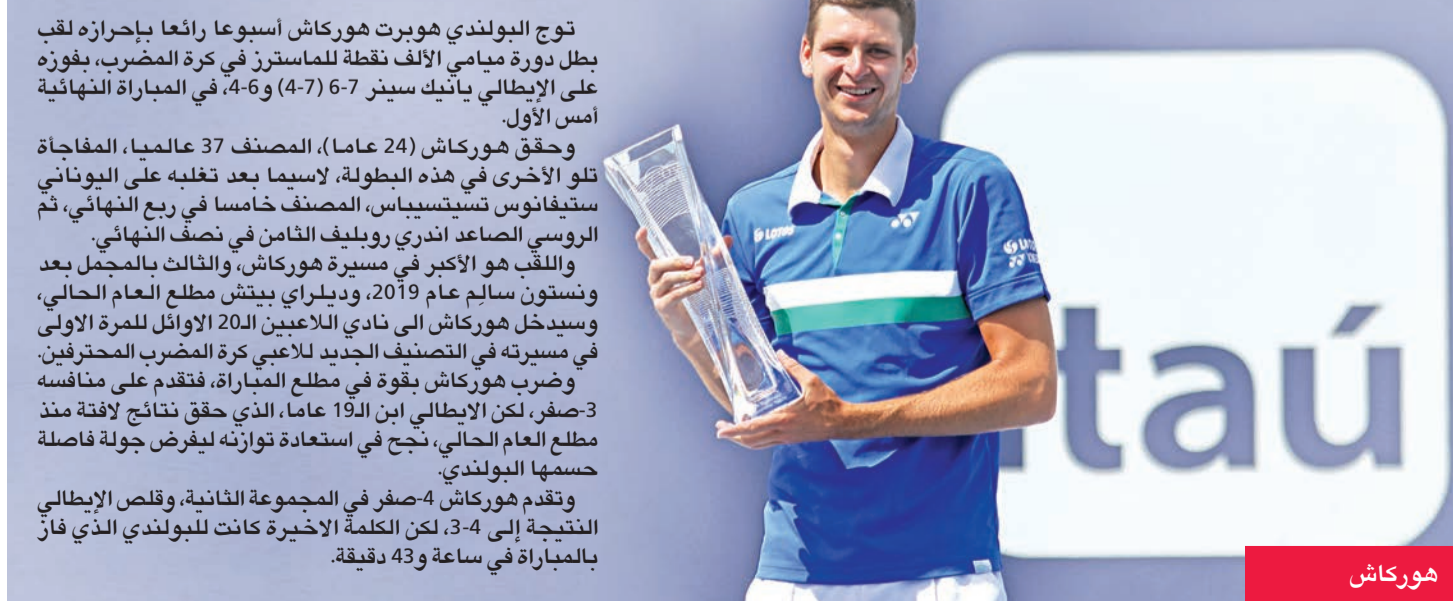 توج البولندي هوبرت هوركاش أسبوعا رائعا بإحرازه لقب
بطل دورة ميامي الألف نقطة للماسترز في كرة المضرب، بفوزه
على الإيطالي يانيك سينر 7-6 (7-4) و6-4، في المباراة النهائية
أمس الأول.
وحقق هوركاش (24 عاما)، المصنف 37 عالميا، المفاجأة
تلو الأخرى في هذه البطولة، لاسيما بعد تغلبه على اليوناني
ستيفانوس تسيتسيباس، المصنف خامسا في ربع النهائي، ثم
الروسي الصاعد اندري روبليف الثامن في نصف النهائي.
واللقب هو الأكبر في مسيرة هوركاش، والثالث بالمجمل بعد
ونستون سالِم عام 2019، وديلراي بيتش مطلع العام الحالي،
وسيدخل هوركاش الى نادي اللاعبين الـ20 الاوائل للمرة الاولى
في مسيرته في التصنيف الجديد للاعبي كرة المضرب المحترفين.
وضرب هوركاش بقوة في مطلع المباراة، فتقدم على منافسه
3-صفر، لكن الايطالي ابن الـ19 عاما، الذي حقق نتائج لافتة منذ
مطلع العام الحالي، نجح في استعادة توازنه ليفرض جولة فاصلة
حسمها البولندي.
وتقدم هوركاش 4-صفر في المجموعة الثانية، وقلص الإيطالي
النتيجة إلى 4-3، لكن الكلمة الاخيرة كانت للبولندي الذي فاز
بالمباراة في ساعة و43 دقيقة.
LOTOS
itaú
هوركاش